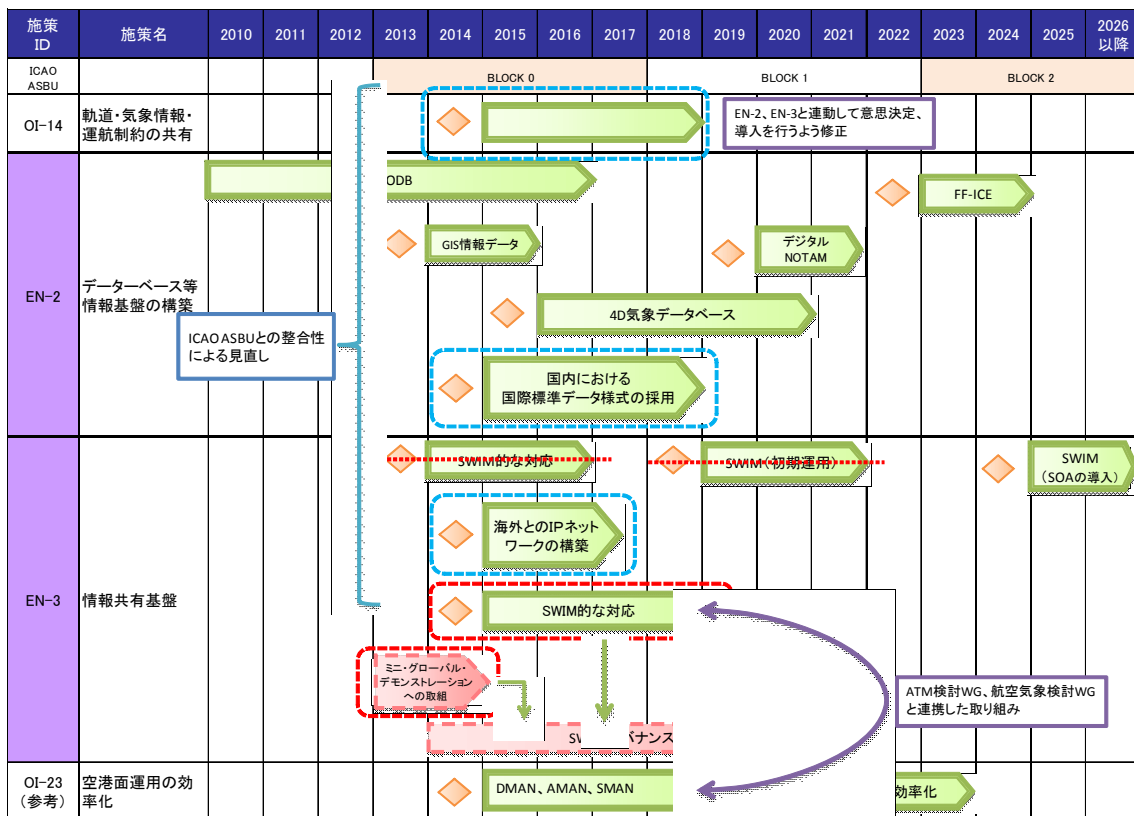 施策
ID
施策名
2010
2011
2012
2013
2014
2015
2016
2017
2018
2019
2020
2021
2022
2023
2025
2026
以降
ICAO
ASBU
BLOCK 0
BLOCK 1
BLOCK 2
OI-14
軌道・気象情報・
運航制約の共有
EN-2、EN-3と連動して意思決定、
導入を行うよう修正
EN-2
データーベース等
情報基盤の構築
ODB
FF-ICE
GIS情報データ
デジタル
NOTAM
4D気象データベース
ICAO ASBUとの整合性
による見直し
国内における
国際標準データ様式の採用
EN-3
情報共有基盤
SWIM的な対応
SWIM(初期運用)
SWIM
(SOAの導入)
海外とのIPネット
ワークの構築
SWIM的な対応
ミニ・グローバル・
デモンストレーション
への取組
ATM検討WG、航空気象検討WG
と連携した取り組み
バナンス
OI-23
(参考)
空港面運用の効
率化
DMAN、AMAN、SMAN
効率化